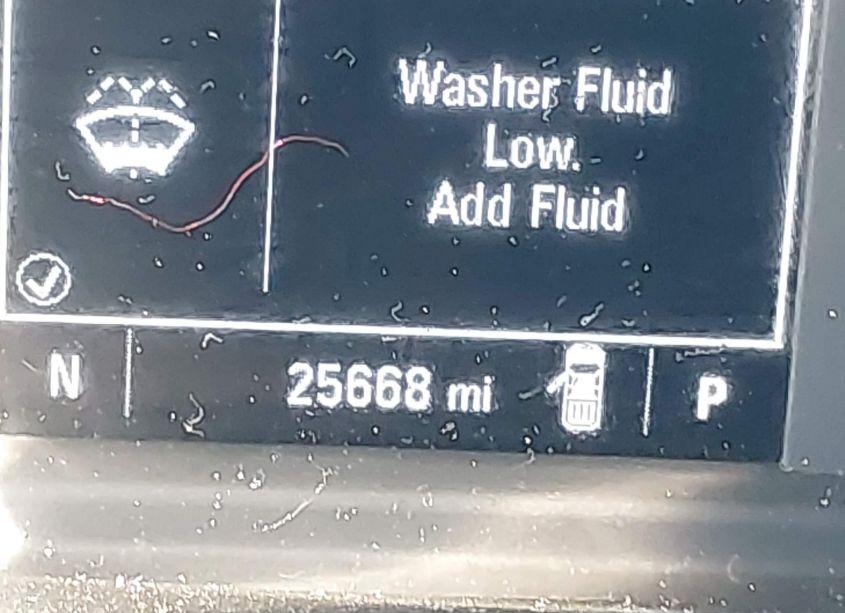 Washer Fluid
Low.
Add Fluid
N 25668 mi P